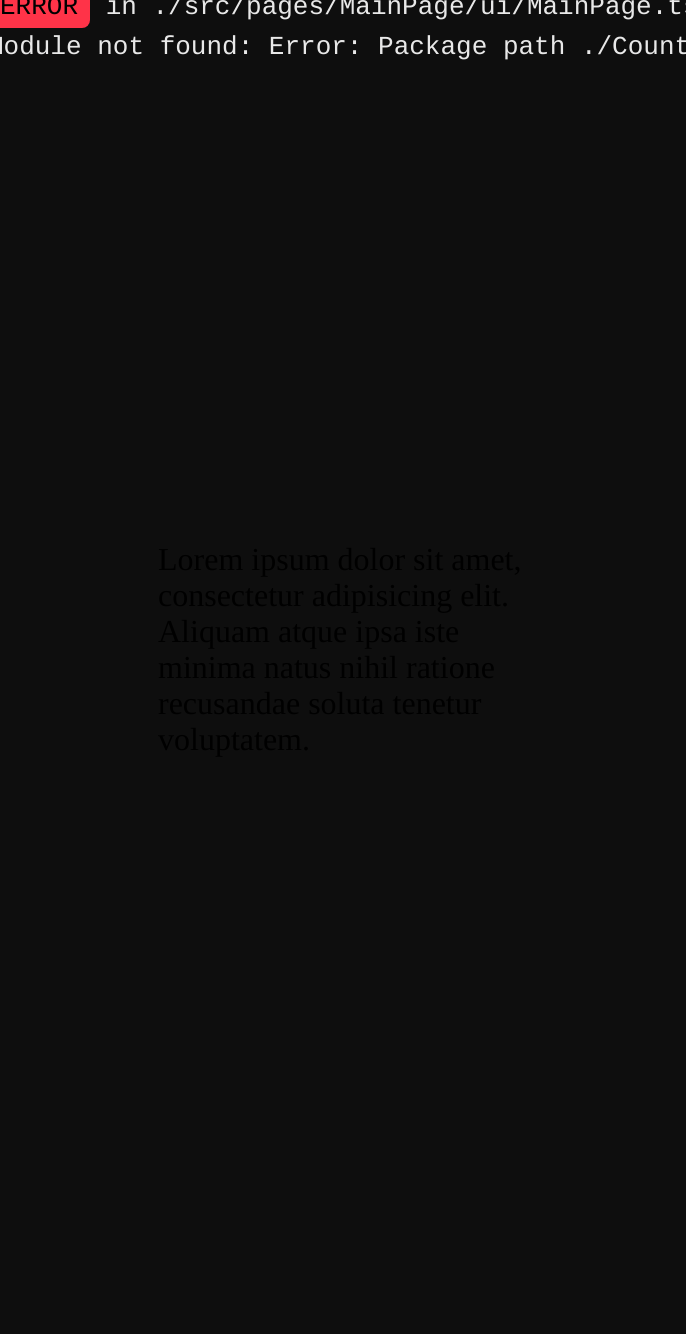 ERROR in ./src/pages/MainPage/ui/MainPage.t
Module not found: Error: Package path ./Count
Lorem ipsum dolor sit amet,
consectetur adipisicing elit.
Aliquam atque ipsa iste
minima natus nihil ratione
recusandae soluta tenetur
voluptatem.